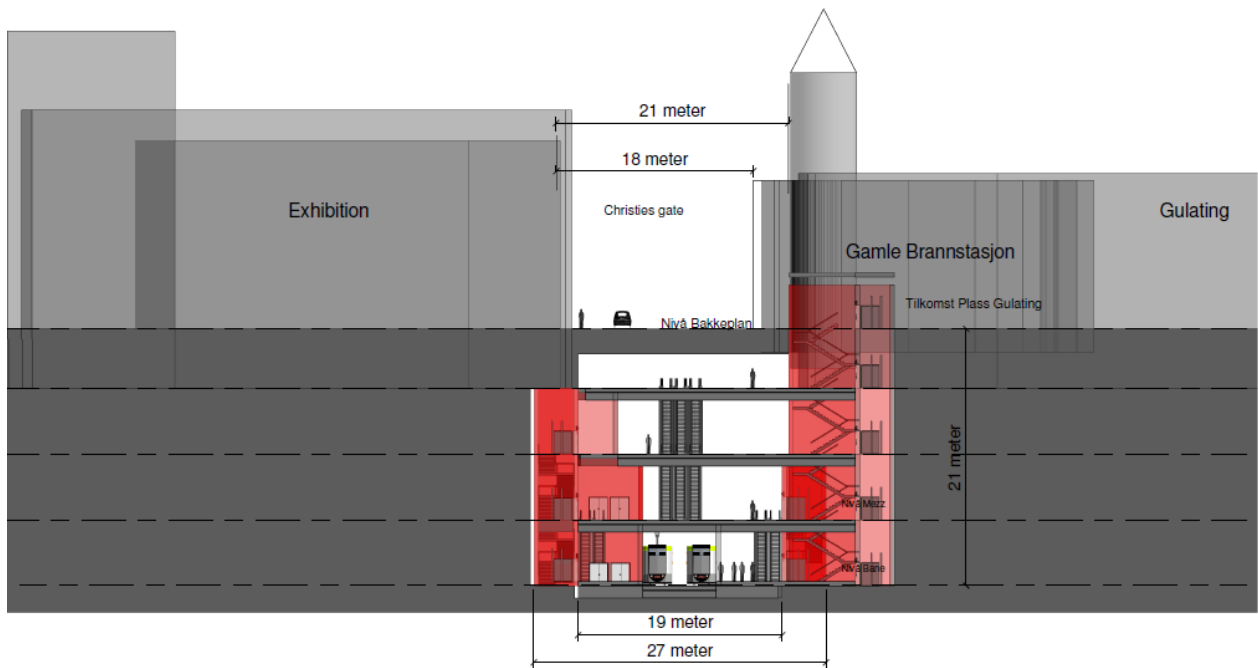 21 meter
18 meter
Exhibition
Christies gate
Gulating
Gamle Brannstasjon
Tilkomst Plass Gulating
Nivå Bakkeplan
21 meter
Nivå Mezz
Nivå Bane
19 meter
27 meter